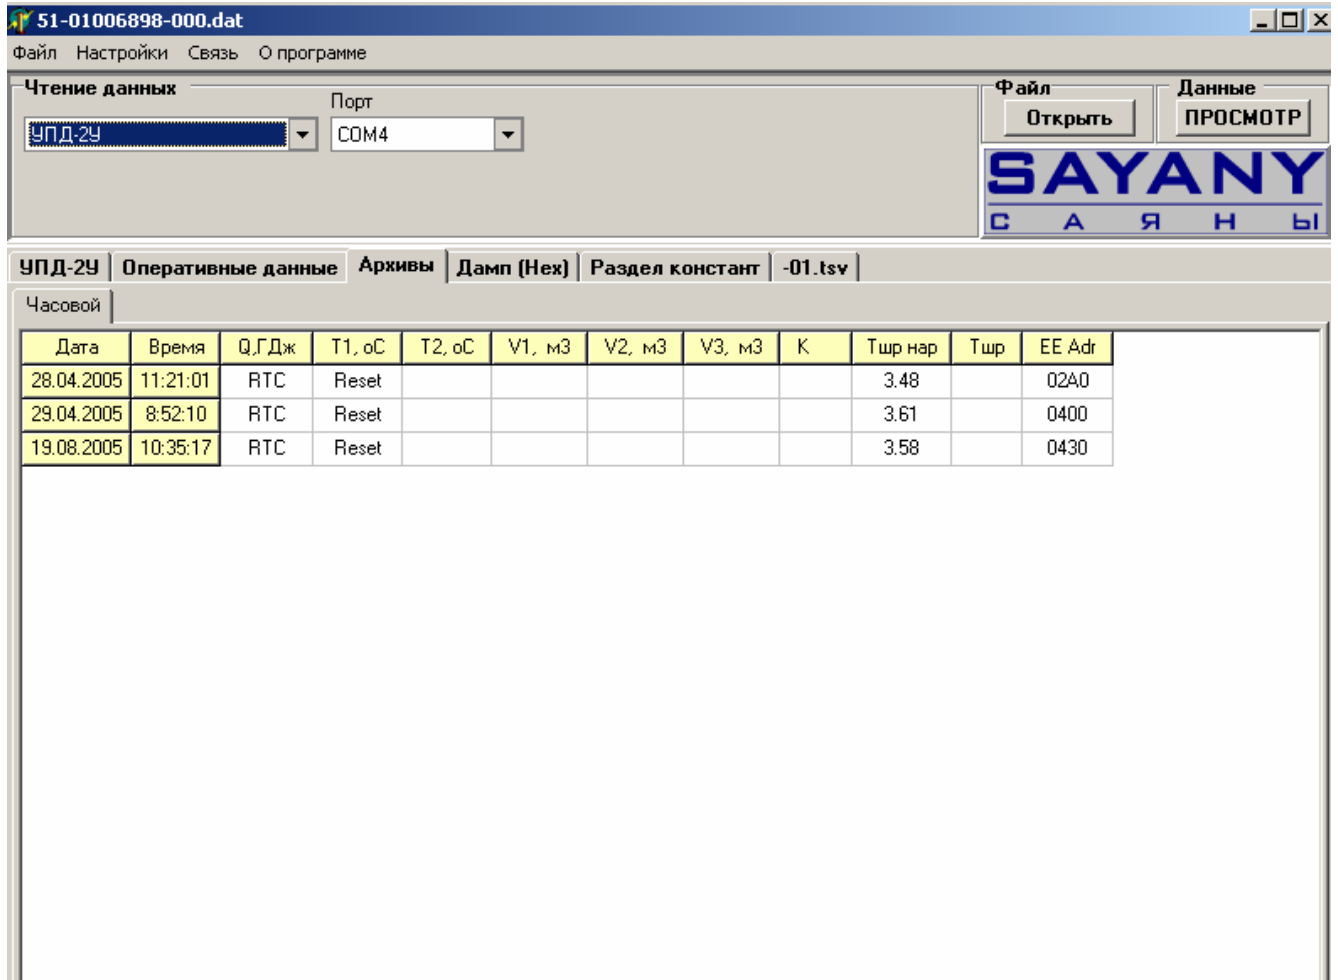 51-01006898-000.dat
Файл Настройки Связь О программе
Чтение данных
Порт
УПД-2У COM4
Файл Данные
Открыть ПРОСМОТР
SAYANY
САЯНЫ
УПД-2У Оперативные данные Архивы Дамп (Hex) Раздел констант -01.tsv
Часовой
Дата Время Q,ГДж T1, oC T2, oC V1, м3 V2, м3 V3, м3 К Тшр нар Тшр EE Adr
28.04.2005 11:21:01 RTC Reset 3.48 02A0
29.04.2005 8:52:10 RTC Reset 3.61 0400
19.08.2005 10:35:17 RTC Reset 3.58 0430